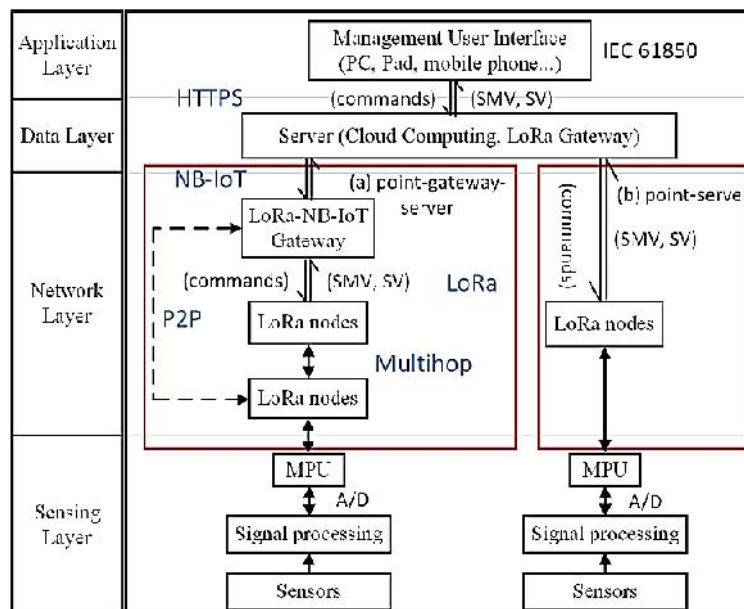 Application
Layer
Management User Interface
(PC, Pad, mobile phone...)
IEC 61850
HTTPS
(commands)
(SMV, SV)
Data Layer
Server (Cloud Computing, LoRa Gateway)
NB-IoT
(a) point-gateway-
server
(b) point-server
LoRa-NB-IoT
Gateway
(commands)
(SMV, SV)
(commands)
(SMV, SV)
LoRa
Network
Layer
P2P
LoRa nodes
LoRa nodes
Multihop
LoRa nodes
MPU
MPU
A/D
A/D
Sensing
Layer
Signal processing
Signal processing
Sensors
Sensors